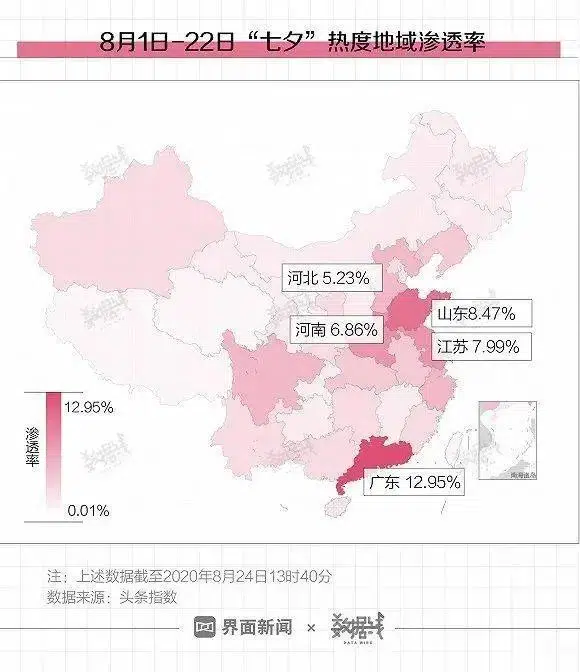 8月1日-22日“七夕”热度地域渗透率
河北 5.23%
山东8.47%
河南 6.86%
江苏 7.99%
12.95%
渗透率
0.01%
广东 12.95%
南海诸岛
注：上述数据截至2020年8月24日13时40分
数据来源：头条指数
界面新闻 × 数据线
DATA WIRE